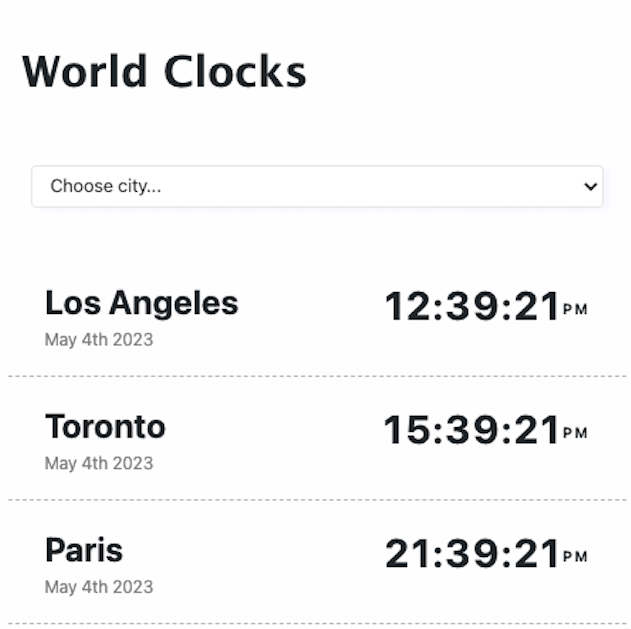 World Clocks
Choose city...
Los Angeles 12:39:21 PM
May 4th 2023
Toronto 15:39:21 PM
May 4th 2023
Paris 21:39:21 PM
May 4th 2023